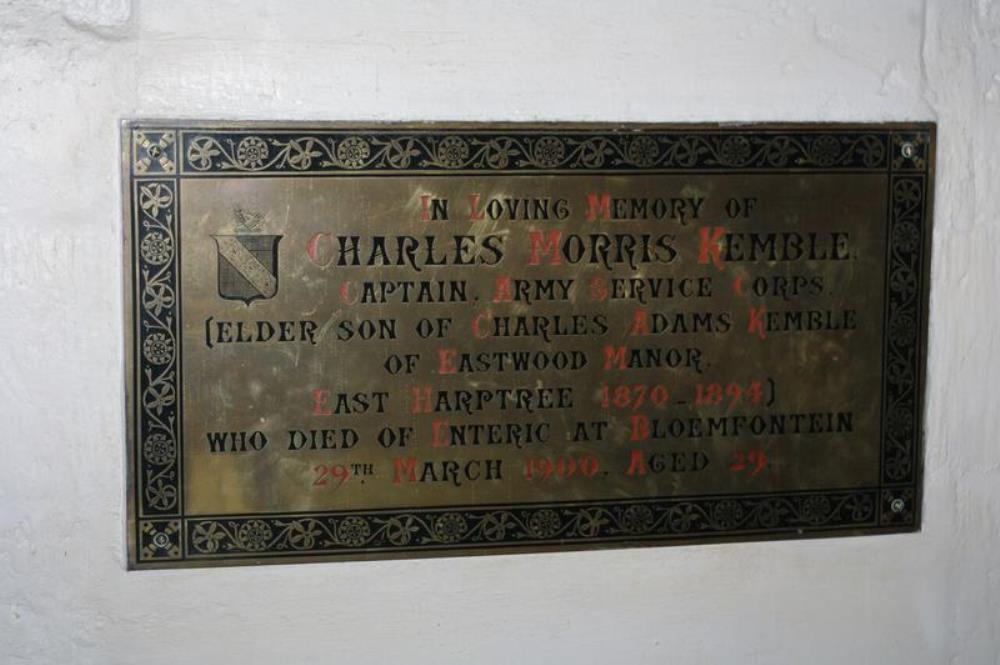 In Loving Memory of
Charles Morris Kemble.
Captain, Army Service Corps.
(elder son of Charles Adams Kemble
of Eastwood Manor.
East Harptree 1870-1894)
who died of Enteric at Bloemfontein
29th March 1900. Aged 29.